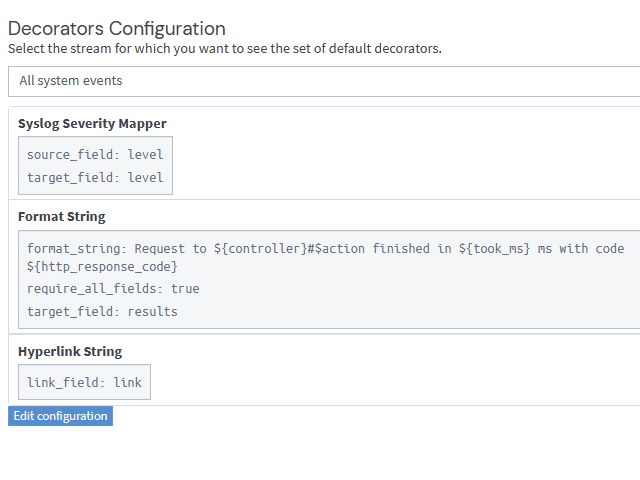 Decorators Configuration
Select the stream for which you want to see the set of default decorators.
All system events
Syslog Severity Mapper
source_field: level
target_field: level
Format String
format_string: Request to ${controller}#$action finished in ${took_ms} ms with code
${http_response_code}
require_all_fields: true
target_field: results
Hyperlink String
link_field: link
Edit configuration